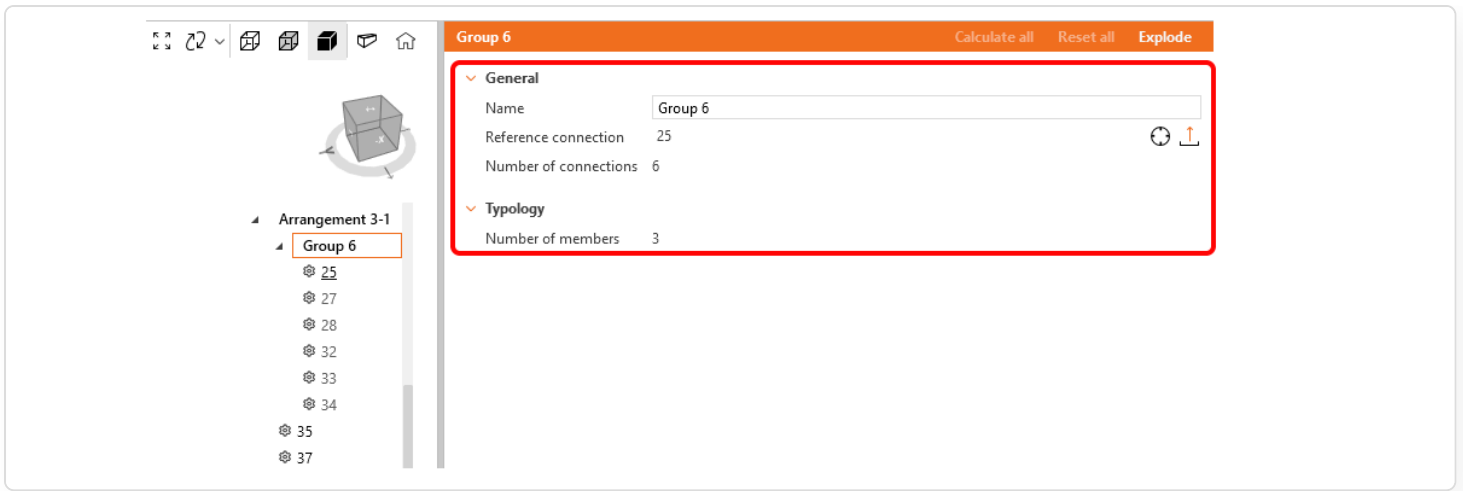 Group 6 Calculate all Reset all Explode
General
Name Group 6
Reference connection 25
Number of connections 6
Typology
Number of members 3
Arrangement 3-1
Group 6
25
27
28
32
33
34
35
37